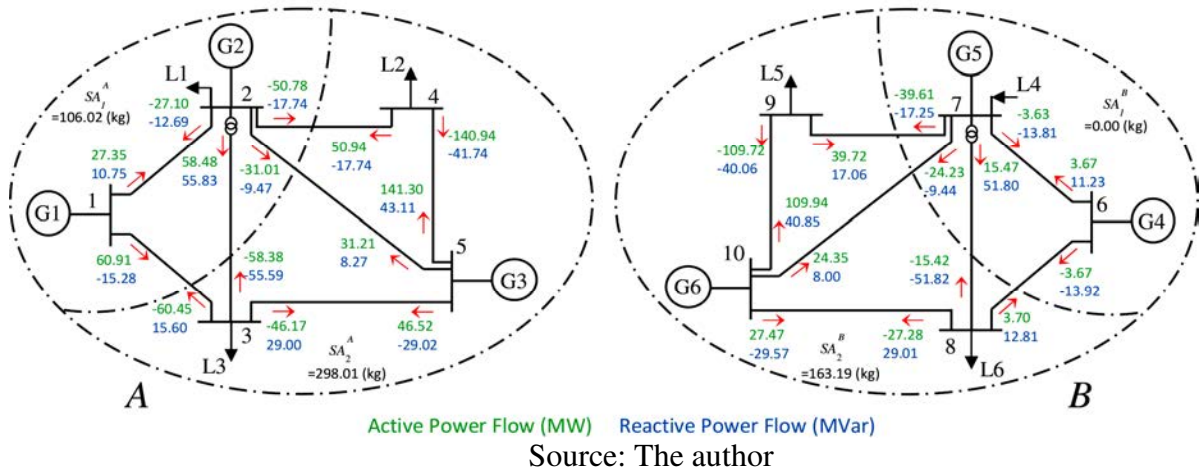 G2
G5
L1
2
-50.78
-17.74
L2
4
-27.10
-12.69
SA₁ᴬ
=106.02 (kg)
27.35
10.75
58.48
55.83
-31.01
-9.47
50.94
-17.74
-140.94
-41.74
141.30
43.11
G1
1
5
G3
60.91
-15.28
-58.38
-55.59
31.21
8.27
-60.45
15.60
3
-46.17
29.00
46.52
-29.02
SA₂ᴬ
=298.01 (kg)
L3
A
L5
9
-39.61
-17.25
7
L4
-3.63
-13.81
SA₁ᴮ
=0.00 (kg)
-109.72
-40.06
39.72
17.06
-24.23
-9.44
15.47
51.80
3.67
11.23
109.94
40.85
6
G4
10
G6
24.35
8.00
-15.42
-51.82
-3.67
-13.92
27.47
-29.57
-27.28
29.01
3.70
12.81
8
SA₂ᴮ
=163.19 (kg)
L6
B
Active Power Flow (MW) Reactive Power Flow (MVar)
Source: The author